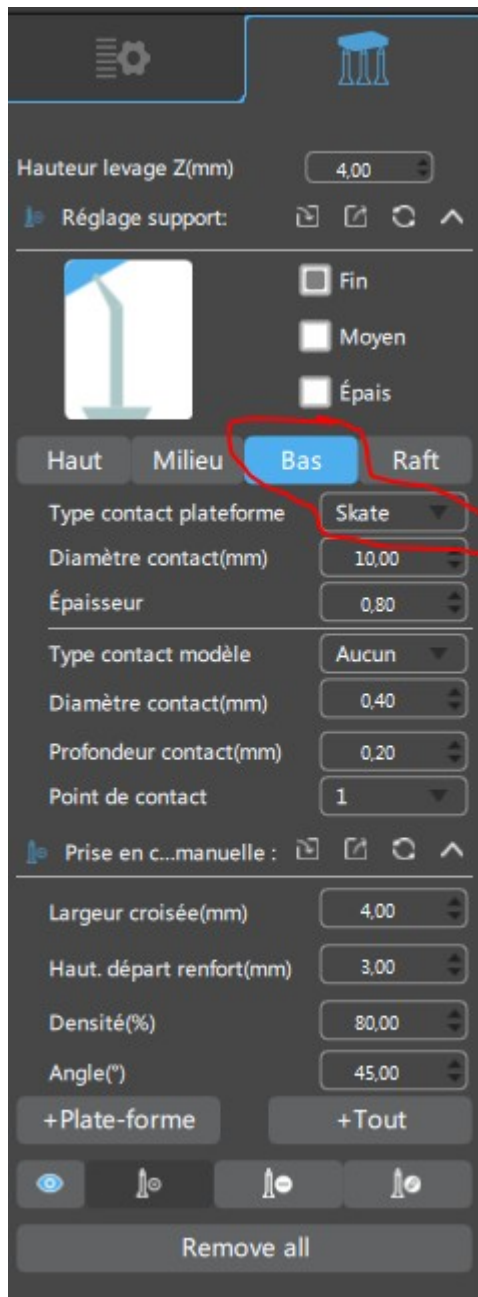 Hauteur levage Z(mm) 4,00
Réglage support:
Fin
Moyen
Épais
Haut Milieu Bas Raft
Type contact plateforme Skate
Diamètre contact(mm) 10,00
Épaisseur 0,80
Type contact modèle Aucun
Diamètre contact(mm) 0,40
Profondeur contact(mm) 0,20
Point de contact 1
Prise en c...manuelle :
Largeur croisée(mm) 4,00
Haut. départ renfort(mm) 3,00
Densité(%) 80,00
Angle(°) 45,00
+Plate-forme +Tout
Remove all